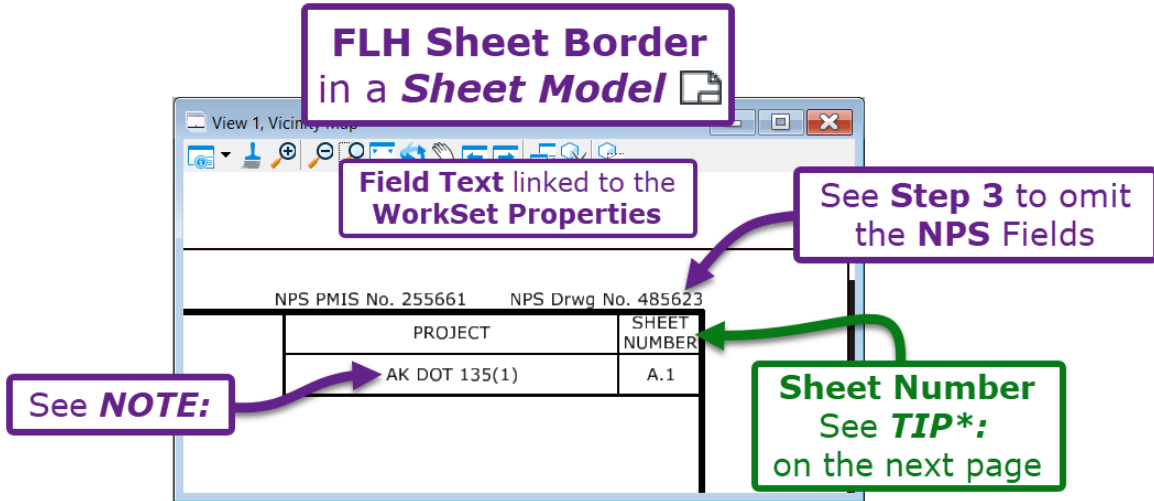 FLH Sheet Border
in a Sheet Model
View 1, Vicinity Map
Field Text linked to the
WorkSet Properties
See Step 3 to omit
the NPS Fields
NPS PMIS No. 255661 NPS Drwg No. 485623
PROJECT
SHEET
NUMBER
AK DOT 135(1)
A.1
See NOTE:
Sheet Number
See TIP*:
on the next page